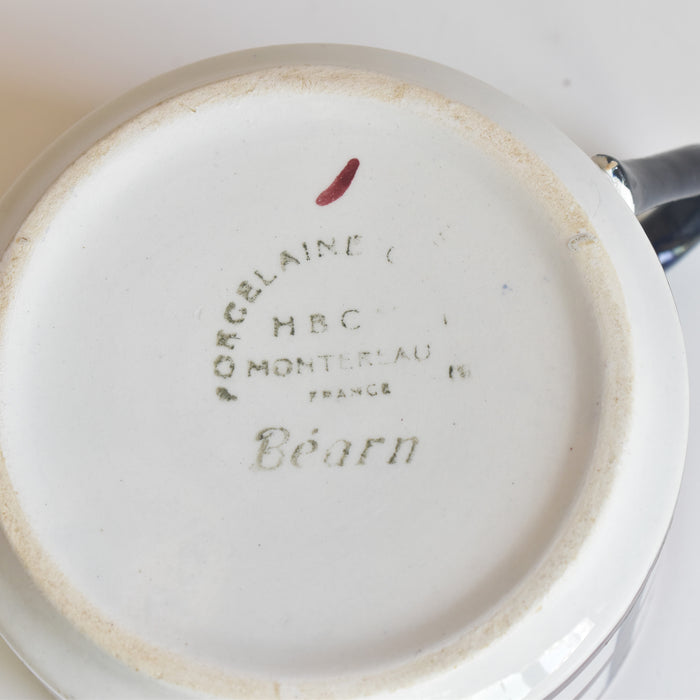 PORCELAINE
HBC
MONTEREAU
FRANCE
Béarn